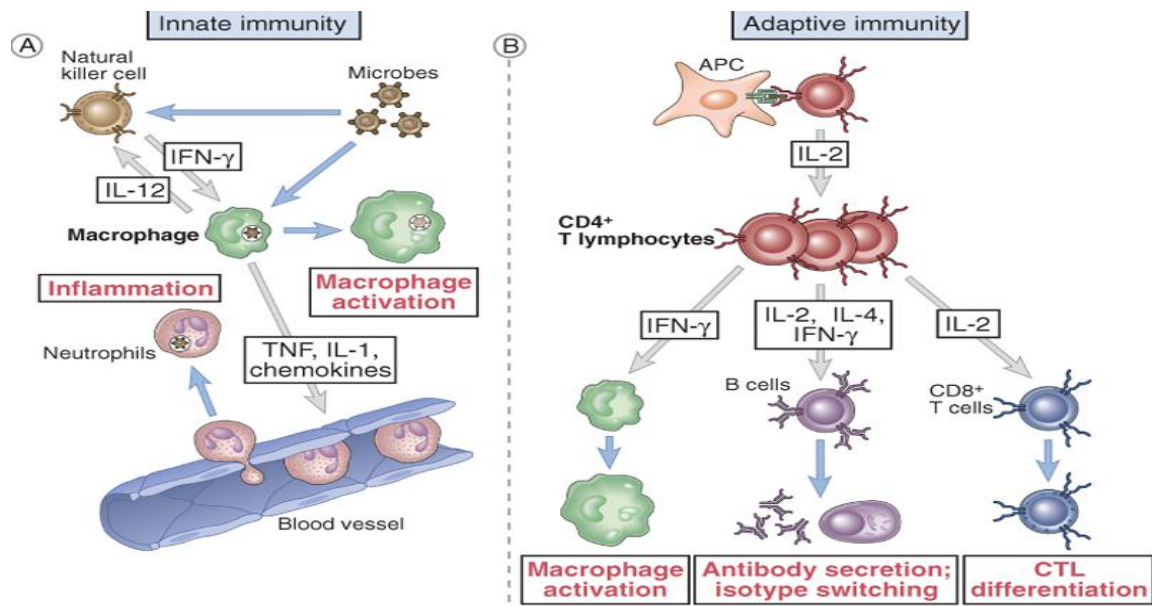 Innate immunity
A
Natural
killer cell
Microbes
IFN-γ
IL-12
Macrophage
Macrophage
activation
Inflammation
Neutrophils
TNF, IL-1,
chemokines
Blood vessel
Adaptive immunity
B
APC
IL-2
CD4⁺
T lymphocytes
IFN-γ
IL-2, IL-4,
IFN-γ
IL-2
B cells
CD8⁺
T cells
Macrophage
activation
Antibody secretion;
isotype switching
CTL
differentiation